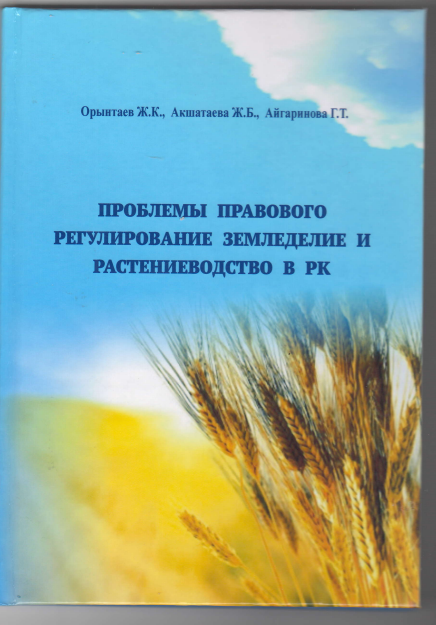 Орынтаев Ж.К., Акшатаева Ж.Б., Айгаринова Г.Т.
ПРОБЛЕМЫ ПРАВОВОГО
РЕГУЛИРОВАНИЕ ЗЕМЛЕДЕЛИЕ И
РАСТЕНИЕВОДСТВО В РК